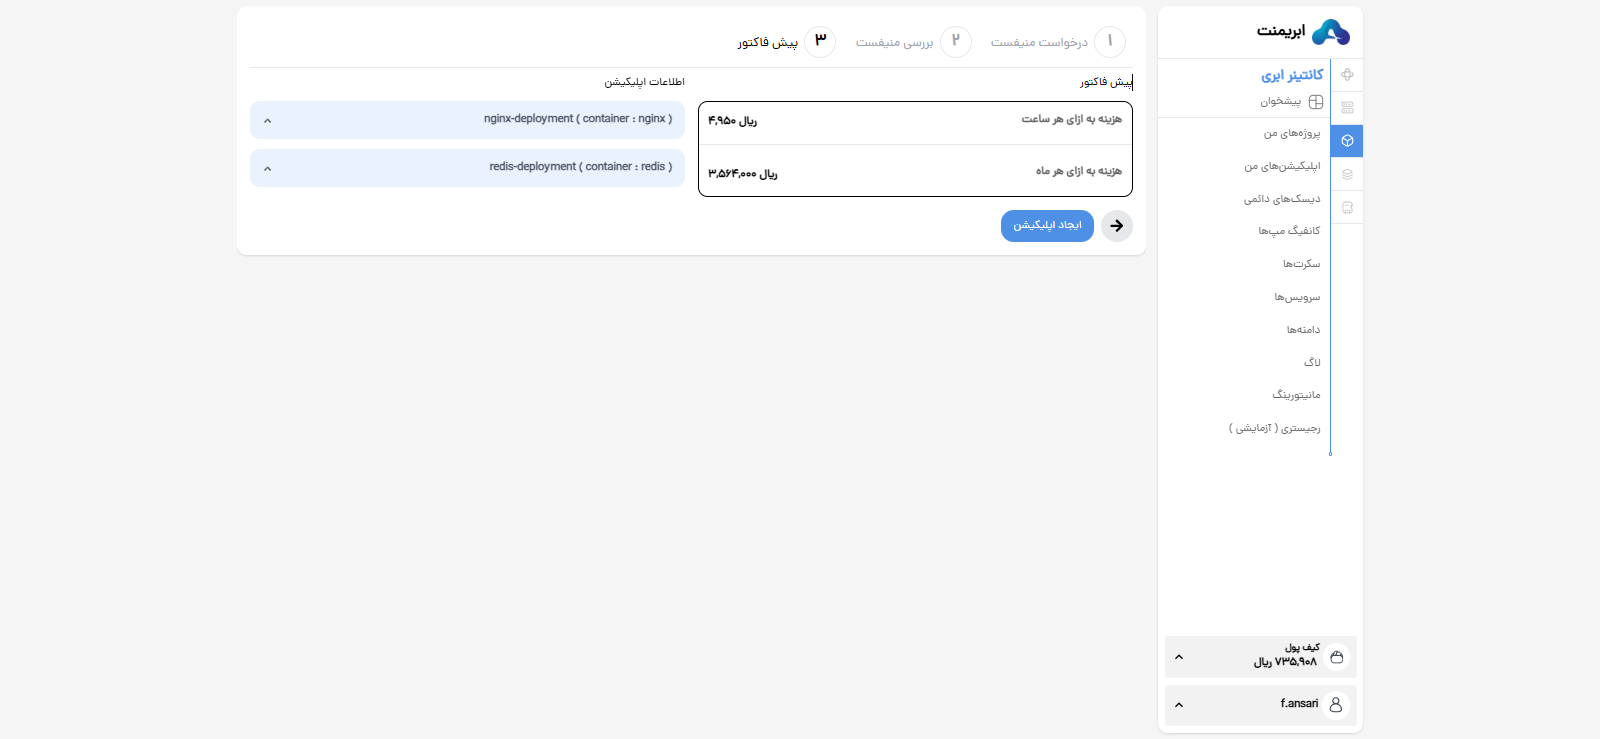 ابریمنت
کانتینر ابری
پیشخوان
پروژه‌های من
اپلیکیشن‌های من
دیسک‌های دائمی
کانفیگ مپ‌ها
سکرت‌ها
سرویس‌ها
دامنه‌ها
لاگ
مانیتورینگ
رجیستری ( آزمایشی )
کیف پول
۷۳۵,۹۰۸ ریال
f.ansari
۱ درخواست منیفست ۲ بررسی منیفست ۳ پیش فاکتور
پیش فاکتور
هزینه به ازای هر ساعت ۴,۹۵۰ ریال
هزینه به ازای هر ماه ۳,۵۶۴,۰۰۰ ریال
ایجاد اپلیکیشن
اطلاعات اپلیکیشن
nginx-deployment ( container : nginx )
redis-deployment ( container : redis )